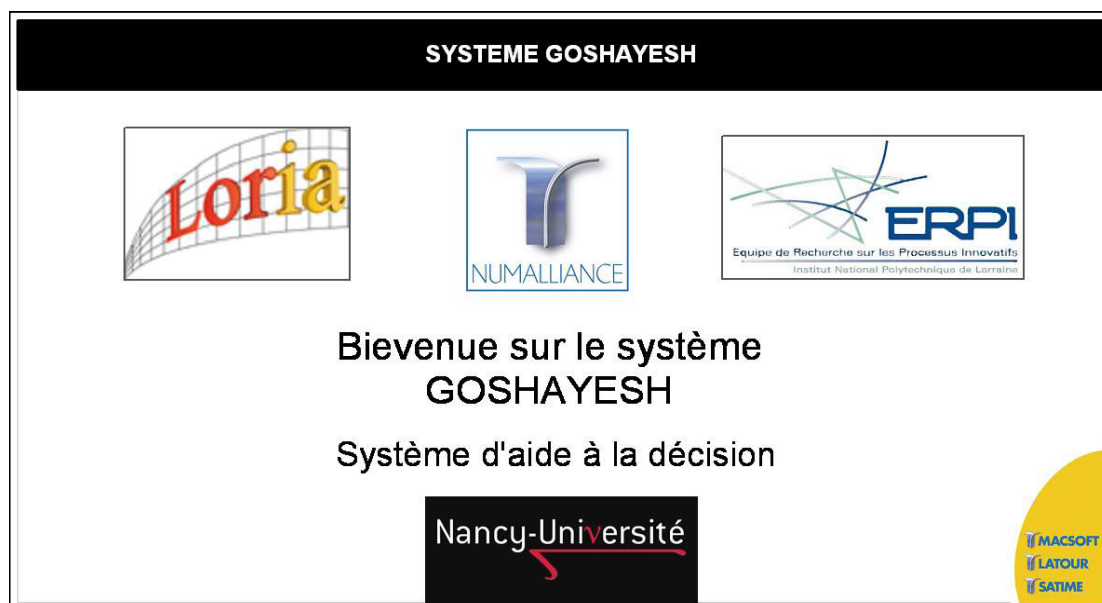 SYSTEME GOSHAYESH
Loria
NUMALLIANCE
ERPI
Equipe de Recherche sur les Processus Innovatifs
Institut National Polytechnique de Lorraine
Bievenue sur le système
GOSHAYESH
Système d'aide à la décision
Nancy-Université
MACSOFT
LATOUR
SATIME